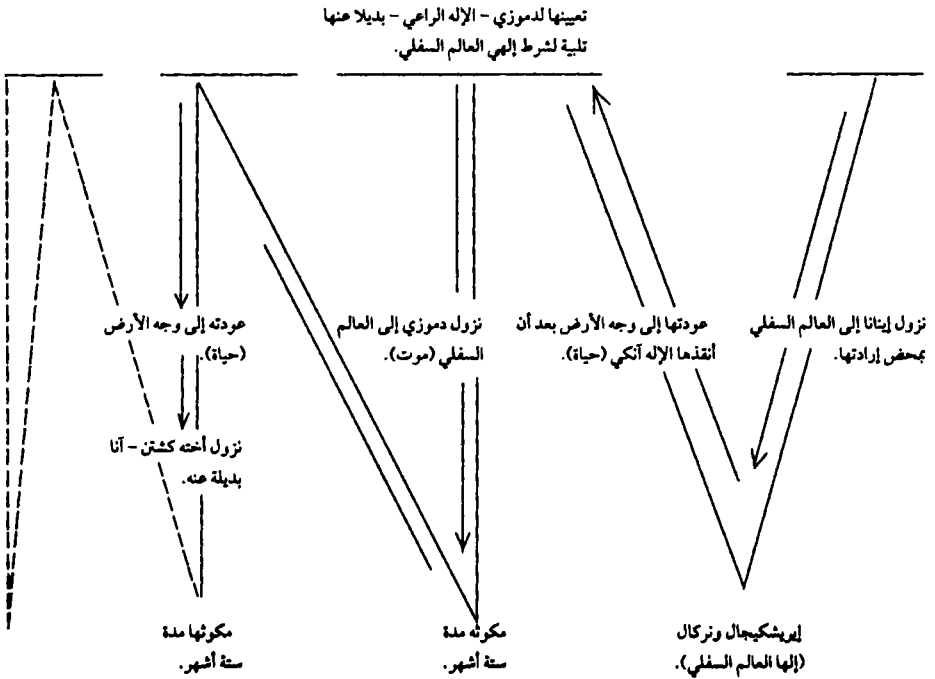 تعيينها لدموزي – الإله الراعي – بديلا عنها
تلبية لشرط إلهي العالم السفلي.
نزول إينانا إلى العالم السفلي
بمحض إرادتها.
عودتها إلى وجه الأرض بعد أن
أنقذها الإله آنكي (حياة).
نزول دموزي إلى العالم
السفلي (موت).
عودته إلى وجه الأرض
(حياة).
نزول أخته كشتن – آنا
بديلة عنه.
إيريشكيجال ونركال
(إلها العالم السفلي).
مكوثه مدة
ستة أشهر.
مكوثها مدة
ستة أشهر.